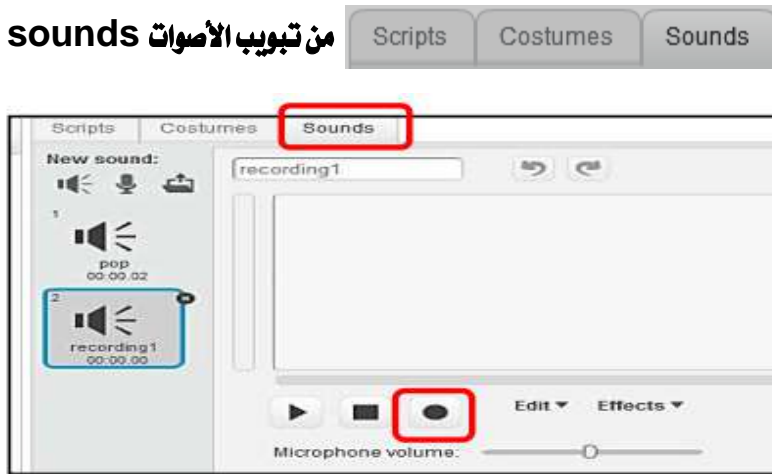 من تبويب الأصوات sounds
Scripts Costumes Sounds
Scripts Costumes Sounds
New sound:
recording1
1
pop
00:00.02
2
recording1
00:00.00
Edit Effects
Microphone volume: